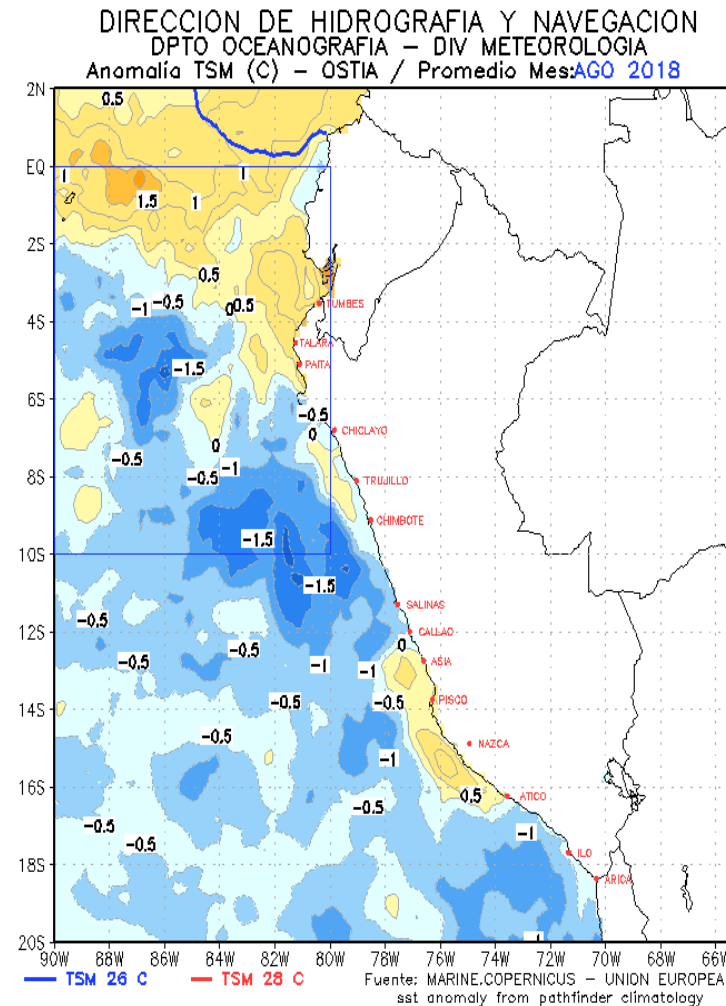 DIRECCION DE HIDROGRAFIA Y NAVEGACION
DPTO OCEANOGRAFIA – DIV METEOROLOGIA
Anomalía TSM (C) – OSTIA / Promedio Mes:AGO 2018
2N
0.5
EQ
1
1
1.5
1
2S
0.5
-1
-0.5
0
0.5
TUMBES
4S
TALARA
-1.5
PAITA
6S
-0.5
0
CHICLAYO
0
-0.5
-0.5
-1
8S
TRUJILLO
CHIMBOTE
-1.5
10S
-1.5
SALINAS
-0.5
12S
CALLAO
0
-0.5
-0.5
-1
-1
ASIA
-0.5
-0.5
PISCO
14S
-0.5
NAZCA
-1
16S
0.5
ATICO
-0.5
-0.5
-1
-0.5
ILO
18S
ARICA
20S
90W 88W 86W 84W 82W 80W 78W 76W 74W 72W 70W 68W 66W
TSM 26 C TSM 28 C
Fuente: MARINE.COPERNICUS – UNION EUROPEA
sst anomaly from pathfinder climatology